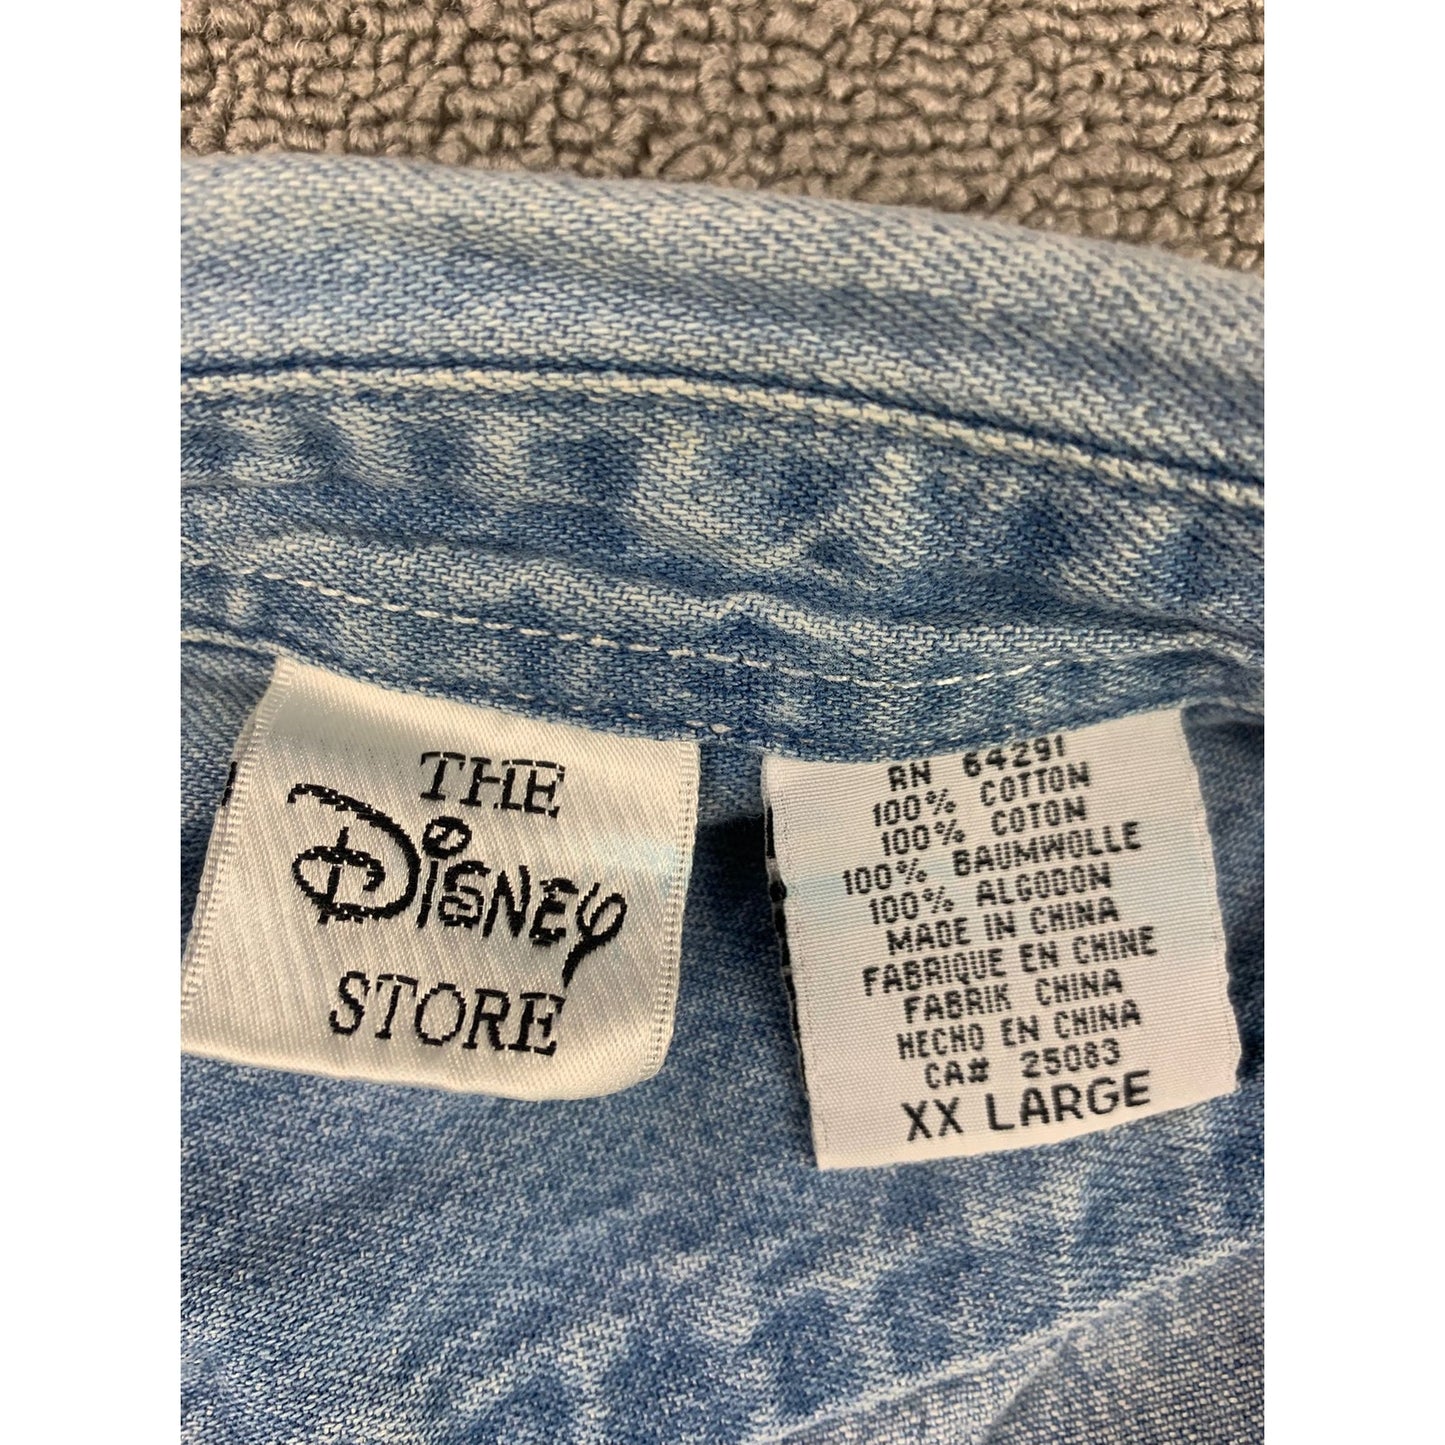 THE
Disney
STORE
RN 64291
100% COTTON
100% COTON
100% BAUMWOLLE
100% ALGODON
MADE IN CHINA
FABRIQUE EN CHINE
FABRIK CHINA
HECHO EN CHINA
CA# 25083
XX LARGE